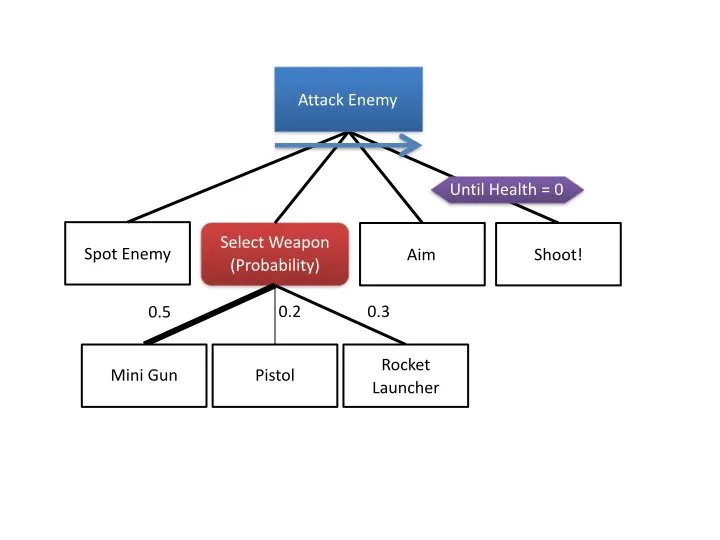 Attack Enemy
Until Health = 0
Spot Enemy
Select Weapon
(Probability)
Aim
Shoot!
0.5
0.2
0.3
Mini Gun
Pistol
Rocket
Launcher